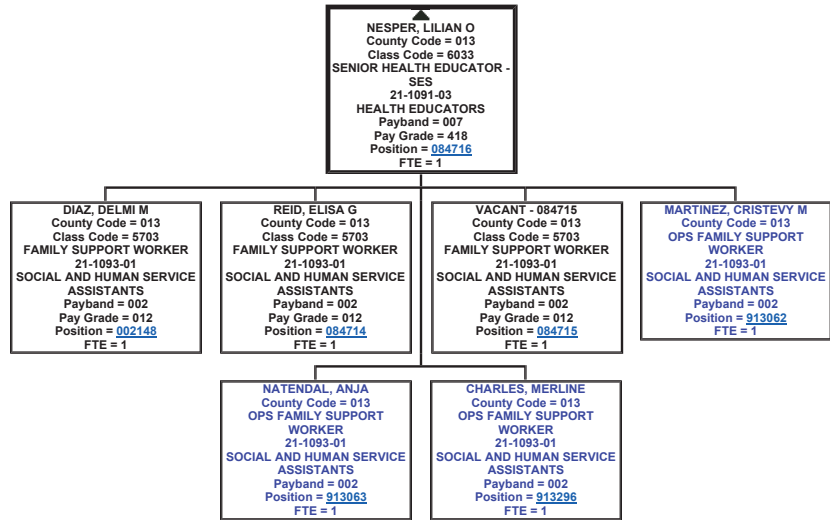 NESPER, LILIAN O
County Code = 013
Class Code = 6033
SENIOR HEALTH EDUCATOR -
SES
21-1091-03
HEALTH EDUCATORS
Payband = 007
Pay Grade = 418
Position = 084716
FTE = 1
DIAZ, DELMI M
County Code = 013
Class Code = 5703
FAMILY SUPPORT WORKER
21-1093-01
SOCIAL AND HUMAN SERVICE
ASSISTANTS
Payband = 002
Pay Grade = 012
Position = 002148
FTE = 1
REID, ELISA G
County Code = 013
Class Code = 5703
FAMILY SUPPORT WORKER
21-1093-01
SOCIAL AND HUMAN SERVICE
ASSISTANTS
Payband = 002
Pay Grade = 012
Position = 084714
FTE = 1
VACANT - 084715
County Code = 013
Class Code = 5703
FAMILY SUPPORT WORKER
21-1093-01
SOCIAL AND HUMAN SERVICE
ASSISTANTS
Payband = 002
Pay Grade = 012
Position = 084715
FTE = 1
MARTINEZ, CRISTEVY M
County Code = 013
OPS FAMILY SUPPORT
WORKER
21-1093-01
SOCIAL AND HUMAN SERVICE
ASSISTANTS
Payband = 002
Position = 913062
FTE = 1
NATENDAL, ANJA
County Code = 013
OPS FAMILY SUPPORT
WORKER
21-1093-01
SOCIAL AND HUMAN SERVICE
ASSISTANTS
Payband = 002
Position = 913063
FTE = 1
CHARLES, MERLINE
County Code = 013
OPS FAMILY SUPPORT
WORKER
21-1093-01
SOCIAL AND HUMAN SERVICE
ASSISTANTS
Payband = 002
Position = 913296
FTE = 1